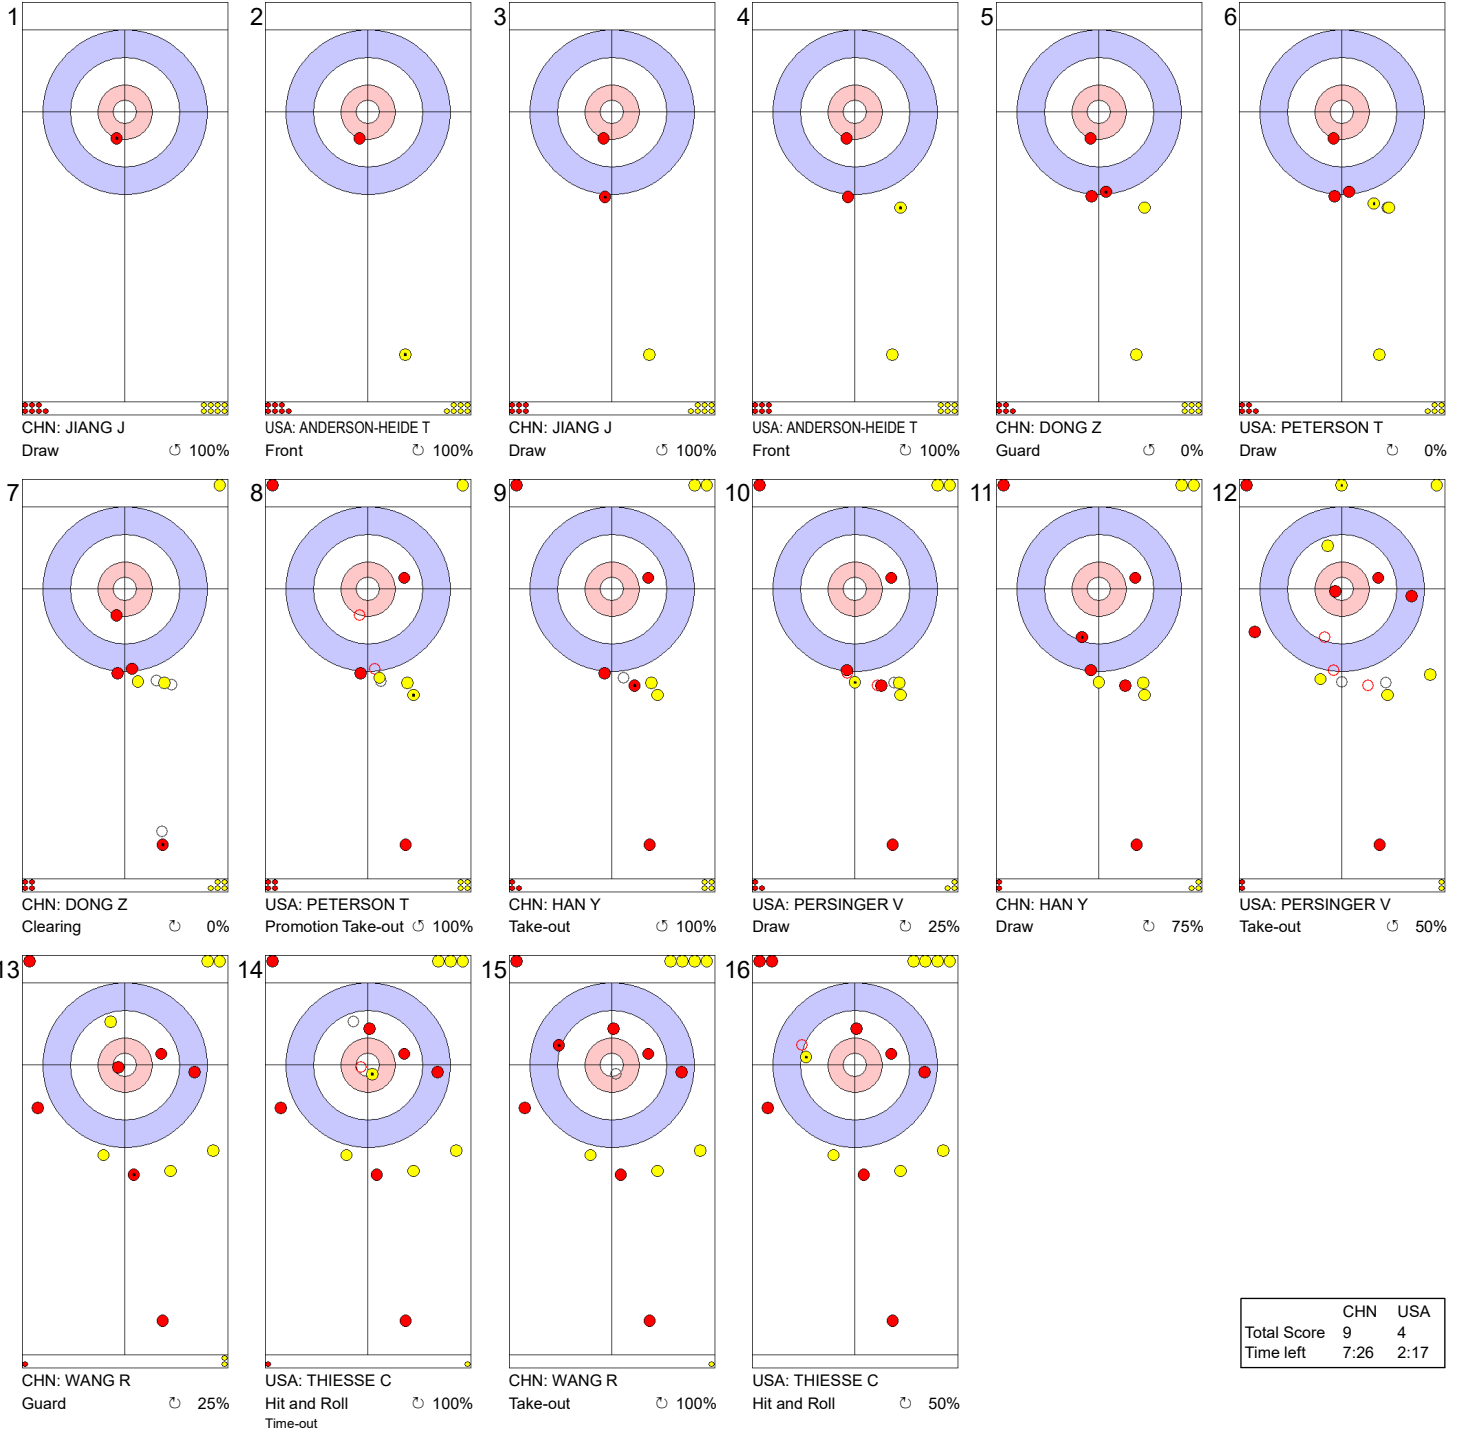 1 2 3 4 5 6
CHN: JIANG J USA: ANDERSON-HEIDE T CHN: JIANG J USA: ANDERSON-HEIDE T CHN: DONG Z USA: PETERSON T
Draw ↺ 100% Front ↻ 100% Draw ↺ 100% Front ↻ 100% Guard ↺ 0% Draw ↻ 0%
7 8 9 10 11 12
CHN: DONG Z USA: PETERSON T CHN: HAN Y USA: PERSINGER V CHN: HAN Y USA: PERSINGER V
Clearing ↻ 0% Promotion Take-out ↺ 100% Take-out ↻ 100% Draw ↻ 25% Draw ↺ 75% Take-out ↻ 50%
13 14 15 16
CHN: WANG R USA: THIESSE C CHN: WANG R USA: THIESSE C
Guard ↻ 25% Hit and Roll ↻ 100% Take-out ↻ 100% Hit and Roll ↻ 50%
Time-out
CHN USA
Total Score 9 4
Time left 7:26 2:17